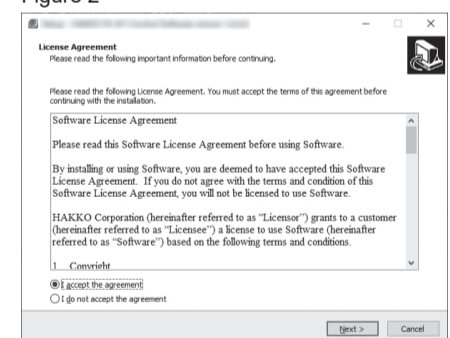 License Agreement
Please read the following important information before continuing.
Please read the following License Agreement. You must accept the terms of this agreement before
continuing with the installation.
Software License Agreement
Please read this Software License Agreement before using Software.
By installing or using Software, you are deemed to have accepted this Software
License Agreement. If you do not agree with the terms and condition of this
Software License Agreement, you will not be licensed to use Software.
HAKKO Corporation (hereinafter referred to as “Licensor”) grants to a customer
(hereinafter referred to as “Licensee”) a license to use Software (hereinafter
referred to as “Software”) based on the following terms and conditions.
1 Copyright
I accept the agreement
I do not accept the agreement
Next >
Cancel